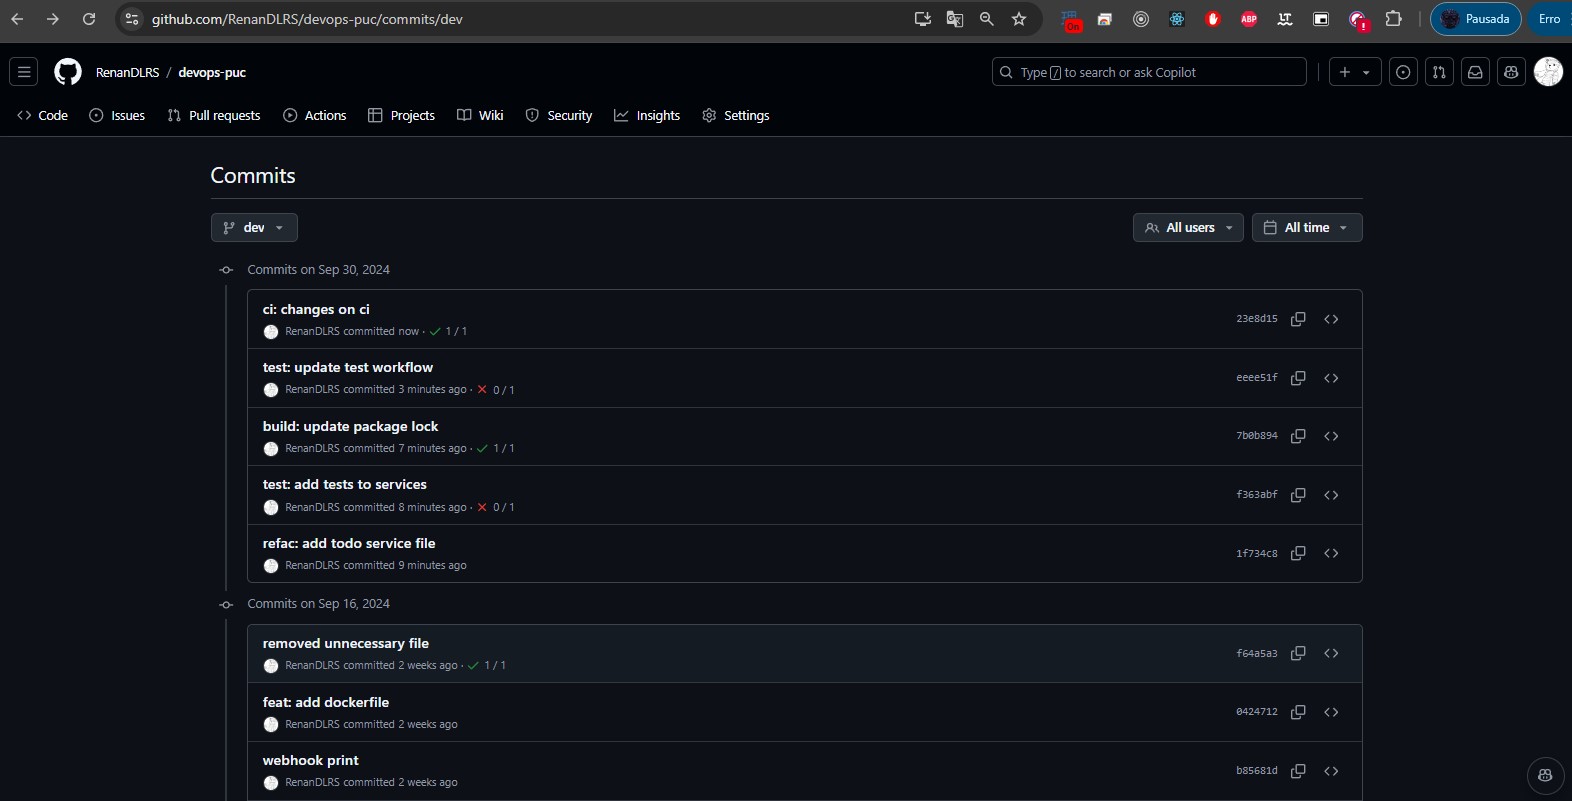 github.com/RenanDLRS/devops-puc/commits/dev
On
ABP
Pausada
Erro
RenanDLRS / devops-puc
Type / to search or ask Copilot
Code Issues Pull requests Actions Projects Wiki Security Insights Settings
Commits
dev All users All time
Commits on Sep 30, 2024
ci: changes on ci
RenanDLRS committed now · 1 / 1
23e8d15
test: update test workflow
RenanDLRS committed 3 minutes ago · 0 / 1
eeee51f
build: update package lock
RenanDLRS committed 7 minutes ago · 1 / 1
7b0b894
test: add tests to services
RenanDLRS committed 8 minutes ago · 0 / 1
f363abf
refac: add todo service file
RenanDLRS committed 9 minutes ago
1f734c8
Commits on Sep 16, 2024
removed unnecessary file
RenanDLRS committed 2 weeks ago · 1 / 1
f64a5a3
feat: add dockerfile
RenanDLRS committed 2 weeks ago
0424712
webhook print
RenanDLRS committed 2 weeks ago
b85681d